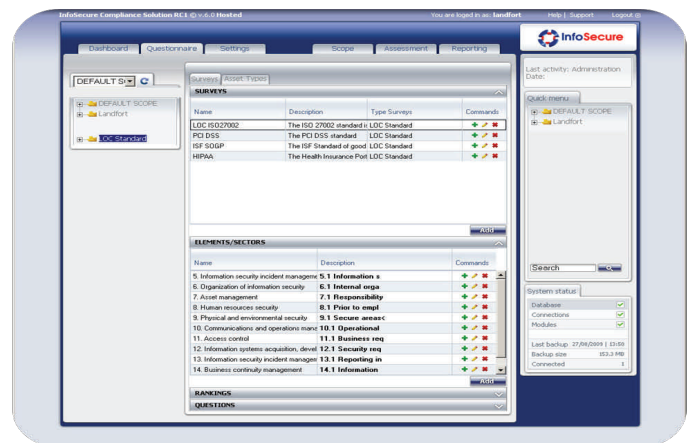 InfoSecure Compliance Solution RC1 © v.6.0 Hosted
You are loged in as: landfort
Help | Support
Logout
InfoSecure
Dashboard
Questionnaire
Settings
Scope
Assessment
Reporting
DEFAULT S
DEFAULT SCOPE
Landfort
LOC Standard
Surveys
Asset Types
SURVEYS
Name Description Type Surveys Commands
LOC ISO27002 The ISO 27002 standard i LOC Standard
PCI DSS The PCI DSS standard LOC Standard
ISF SOGP The ISF Standard of good LOC Standard
HIPAA The Health Insurance Port LOC Standard
Add
ELEMENTS/SECTORS
Name Description Commands
5. Information security incident manageme 5.1 Information s
6. Organization of information security 6.1 Internal orga
7. Asset management 7.1 Responsibility
8. Human resources security 8.1 Prior to empl
9. Physical and environmental security 9.1 Secure areas<
10. Communications and operations mana 10.1 Operational
11. Access control 11.1 Business req
12. Information systems acquisition, devel 12.1 Security req
13. Information security incident managen 13.1 Reporting in
14. Business continuity management 14.1 Information
Add
RANKINGS
QUESTIONS
Last activity: Administration
Date:
Quick menu
DEFAULT SCOPE
Landfort
Search
System status
Database
Connections
Modules
Last backup 27/08/2009 | 13:50
Backup size 153.3 MB
Connected 1